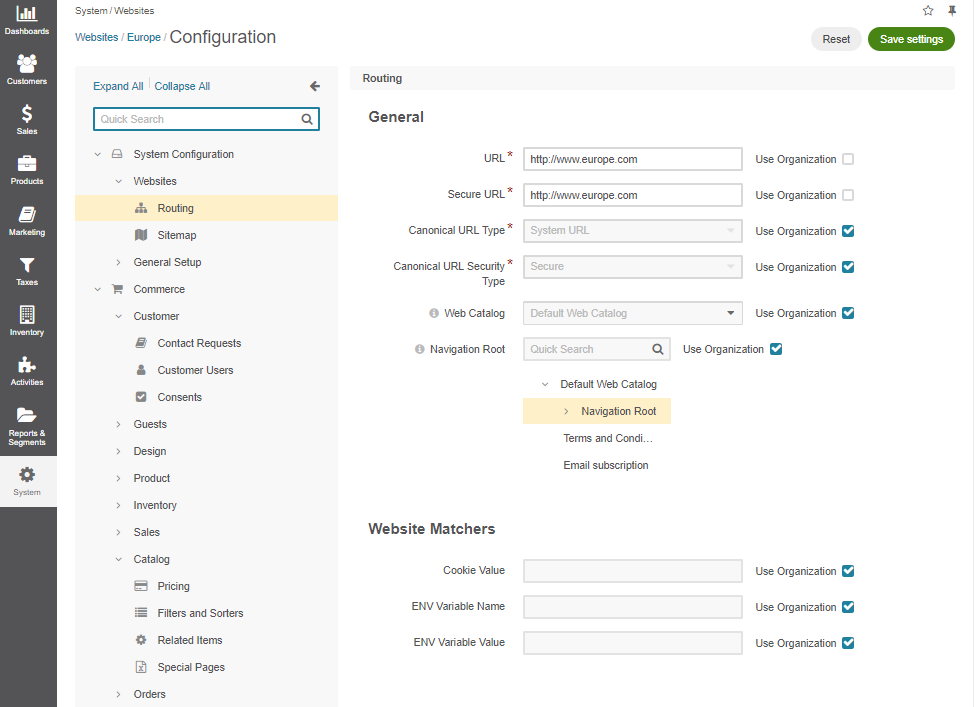 Dashboards
Customers
Sales
Products
Marketing
Taxes
Inventory
Activities
Reports &
Segments
System
System / Websites
Websites / Europe / Configuration
Reset
Save settings
Expand All
Collapse All
Quick Search
System Configuration
Websites
Routing
Sitemap
General Setup
Commerce
Customer
Contact Requests
Customer Users
Consents
Guests
Design
Product
Inventory
Sales
Catalog
Pricing
Filters and Sorters
Related Items
Special Pages
Orders
Routing
General
URL * http://www.europe.com Use Organization
Secure URL * http://www.europe.com Use Organization
Canonical URL Type * System URL Use Organization
Canonical URL Security * Secure Use Organization
Type
Web Catalog Default Web Catalog Use Organization
Navigation Root Quick Search Use Organization
Default Web Catalog
Navigation Root
Terms and Condi...
Email subscription
Website Matchers
Cookie Value Use Organization
ENV Variable Name Use Organization
ENV Variable Value Use Organization